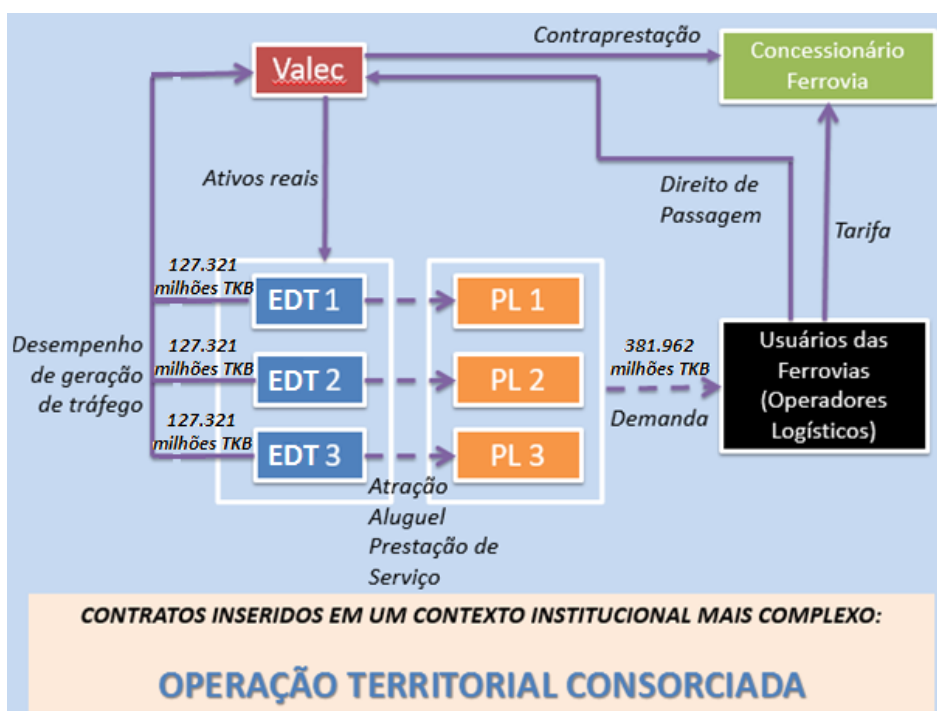 Contraprestação
Valec
Concessionário
Ferrovia
Ativos reais
Direito de
Passagem
Tarifa
127.321
milhões TKB
EDT 1
PL 1
Desempenho
de geração
de tráfego
127.321
milhões TKB
EDT 2
PL 2
381.962
milhões TKB
Demanda
Usuários das
Ferrovias
(Operadores
Logísticos)
127.321
milhões TKB
EDT 3
PL 3
Atração
Aluguel
Prestação de
Serviço
CONTRATOS INSERIDOS EM UM CONTEXTO INSTITUCIONAL MAIS COMPLEXO:
OPERAÇÃO TERRITORIAL CONSORCIADA